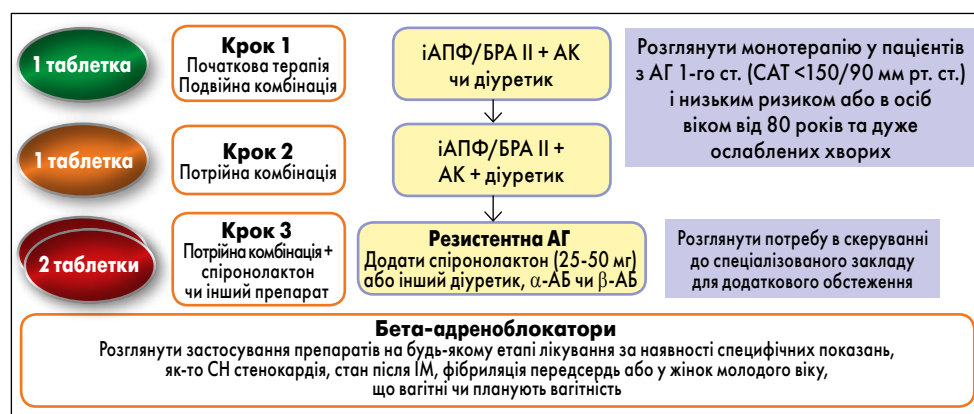 1 таблетка
Крок 1
Початкова терапія
Подвійна комбінація
іАПФ/БРА ІІ + АК
чи діуретик
Розглянути монотерапію у пацієнтів
з АГ 1-го ст. (САТ <150/90 мм рт. ст.)
і низьким ризиком або в осіб
віком від 80 років та дуже
ослаблених хворих
1 таблетка
Крок 2
Потрійна комбінація
іАПФ/БРА ІІ +
АК + діуретик
2 таблетки
Крок 3
Потрійна комбінація +
спіронолактон
чи інший препарат
Резистентна АГ
Додати спіронолактон (25-50 мг)
або інший діуретик, α-АБ чи β-АБ
Розглянути потребу в скеруванні
до спеціалізованого закладу
для додаткового обстеження
Бета-адреноблокатори
Розглянути застосування препаратів на будь-якому етапі лікування за наявності специфічних показань,
як-то СН стенокардія, стан після ІМ, фібриляція передсердь або у жінок молодого віку,
що вагітні чи планують вагітність